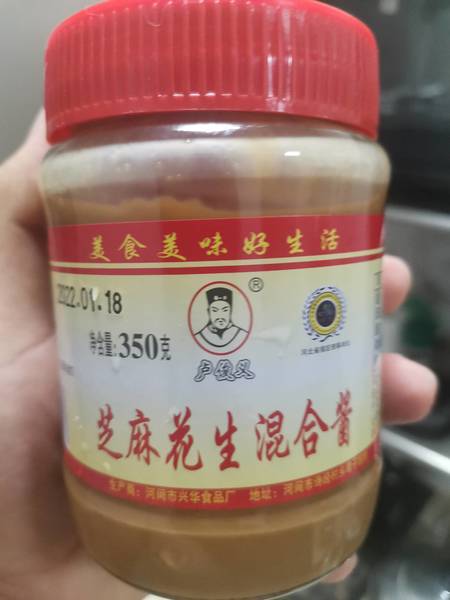 美食美味好生活
2022.01.18
净含量:350克
®
卢俊义
芝麻花生混合酱
生产商:河间市兴华食品厂 地址:河间市